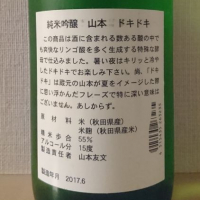 純米吟醸 山本 ドキドキ
この商品は酒に含まれる数ある酸の中で
も爽快なリンゴ酸を多く生成する特殊な酵
母で仕込みました。暑い夜はキリッと冷や
したドキドキでお楽しみ下さい。尚、「ドキド
キ」は蔵元の山本が夏をイメージした際
に思い浮かんだフレーズで特に深い意味は
ございません。あしからず。
原材料 米(秋田県産)
米麹(秋田県産米)
精米歩合 55%
アルコール分 15度
製造責任者 山本友文
製造年月 2017.6